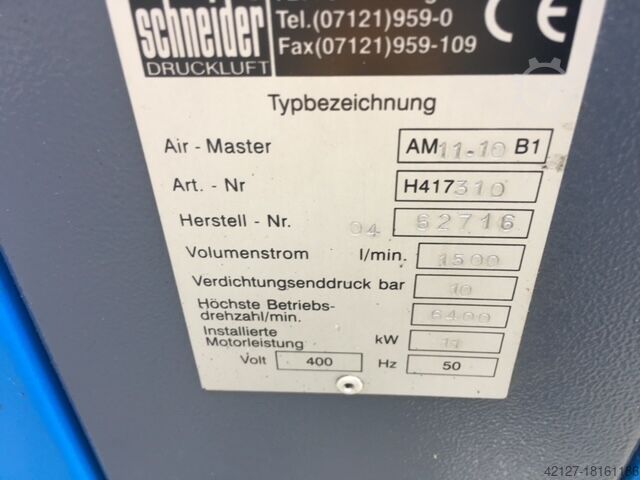 schneider
DRUCKLUFT
Tel.(07121)959-0
Fax(07121)959-109
CE
Typbezeichnung
Air - Master AM 11-10 B1
Art. - Nr H417310
Herstell - Nr. 04 62716
Volumenstrom l/min. 1500
Verdichtungsenddruck bar 10
Höchste Betriebs-
drehzahl/min. 6400
Installierte
Motorleistung kW 11
Volt 400 Hz 50
42127-18161186